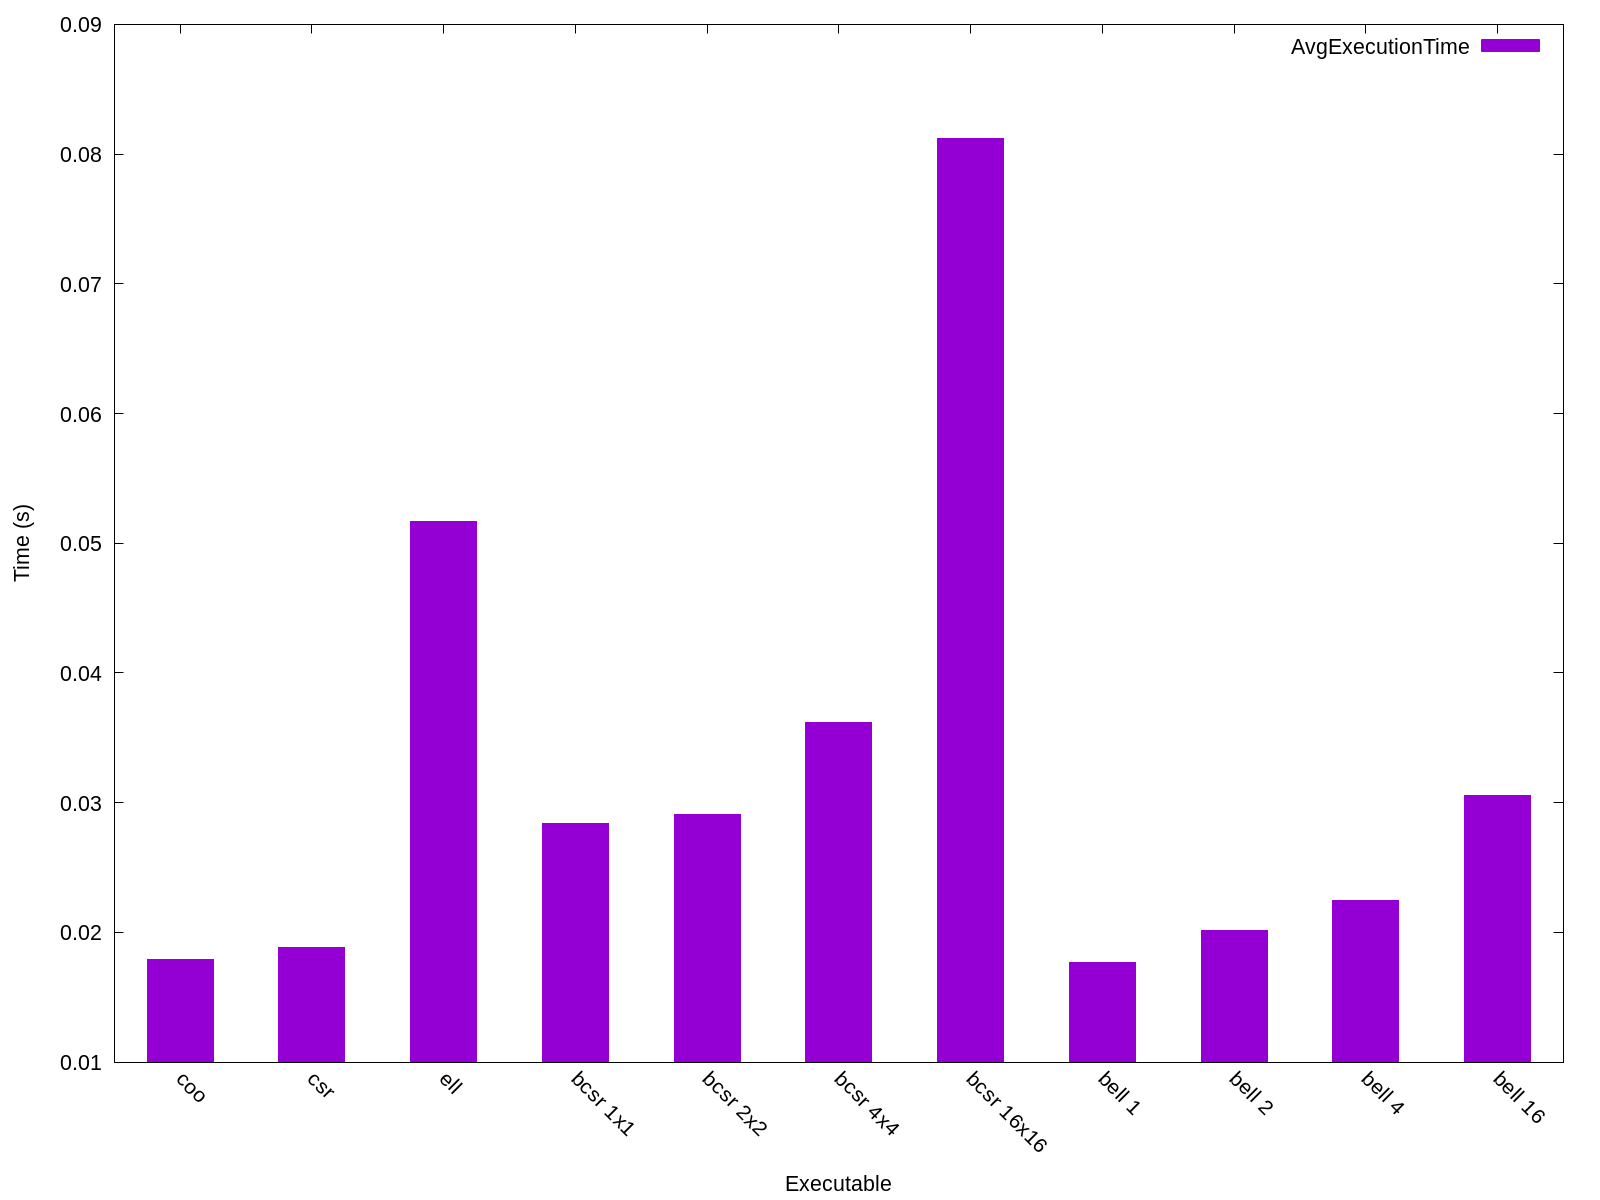 AvgExecutionTime
0.09
0.08
0.07
0.06
0.05
0.04
0.03
0.02
0.01
Time (s)
coo
csr
ell
bcsr 1x1
bcsr 2x2
bcsr 4x4
bcsr 16x16
bell 1
bell 2
bell 4
bell 16
Executable